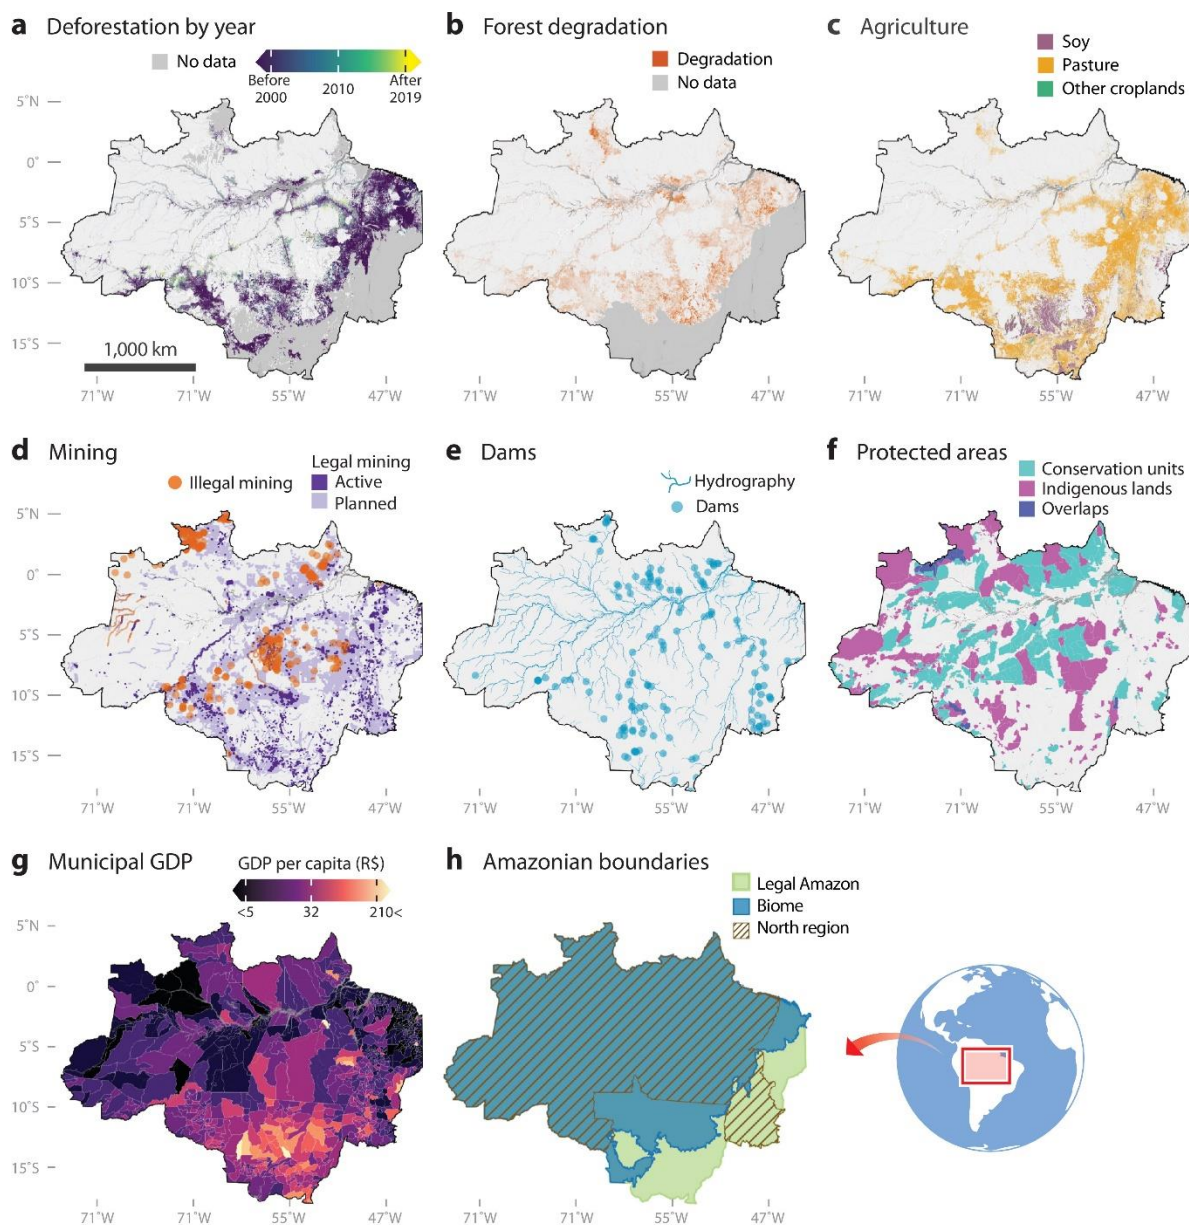 a Deforestation by year
No data
Before 2000
2010
After 2019
b Forest degradation
Degradation
No data
c Agriculture
Soy
Pasture
Other croplands
5°N
0°
5°S
10°S
15°S
1,000 km
71°W
71°W
55°W
47°W
71°W
55°W
47°W
71°W
55°W
47°W
d Mining
Illegal mining
Legal mining
Active
Planned
e Dams
Hydrography
Dams
f Protected areas
Conservation units
Indigenous lands
Overlaps
5°N
0°
5°S
10°S
15°S
71°W
71°W
55°W
47°W
71°W
55°W
47°W
71°W
55°W
47°W
g Municipal GDP
GDP per capita (R$)
<5
32
210<
h Amazonian boundaries
Legal Amazon
Biome
North region
5°N
0°
5°S
10°S
15°S
71°W
71°W
55°W
47°W
71°W
55°W
47°W